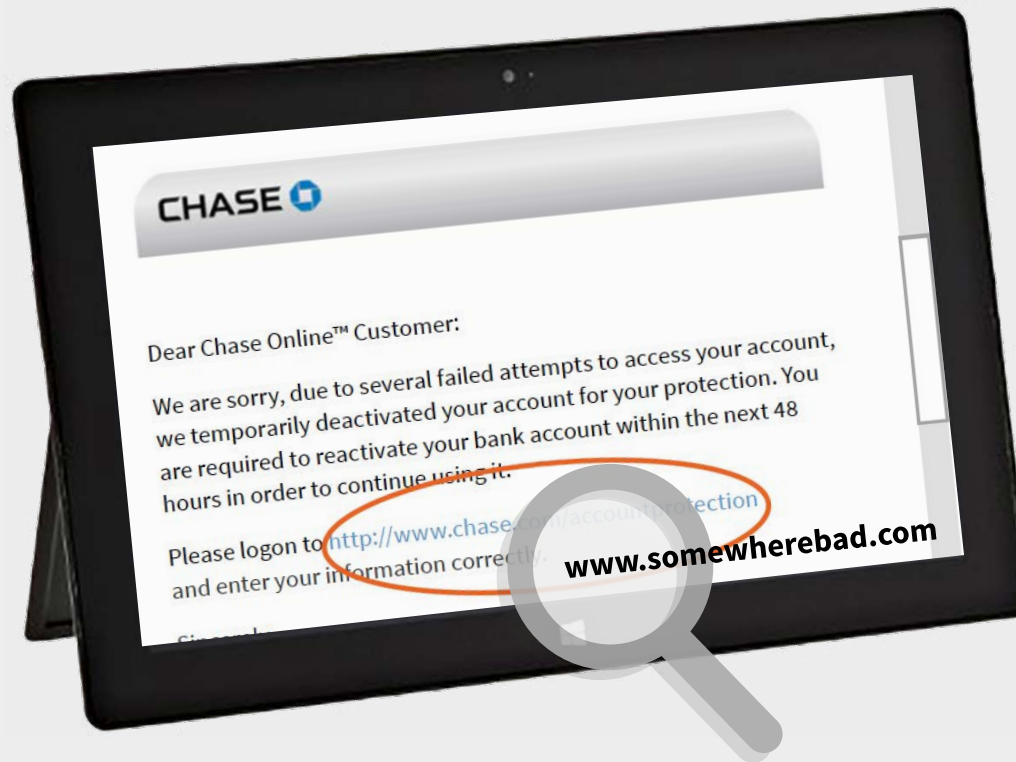 CHASE
Dear Chase Online™ Customer:
We are sorry, due to several failed attempts to access your account,
we temporarily deactivated your account for your protection. You
are required to reactivate your bank account within the next 48
hours in order to continue using it.
Please logon to http://www.chase.com/accountprotection
www.somewherebad.com
and enter your information correctly.